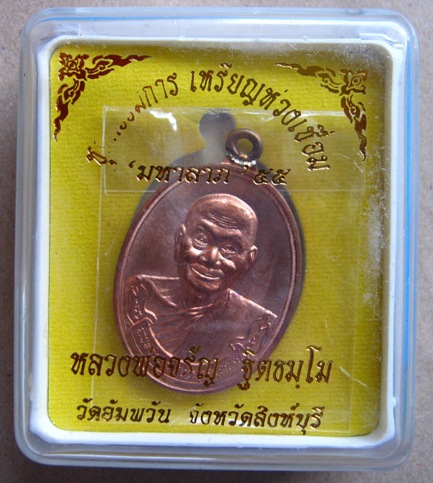 เหรียญห่วงเชื่อม
'มหาลาภ' ๕๕
หลวงพ่อจรัญ ฐิตธมฺโม
วัดอัมพวัน จังหวัดสิงห์บุรี